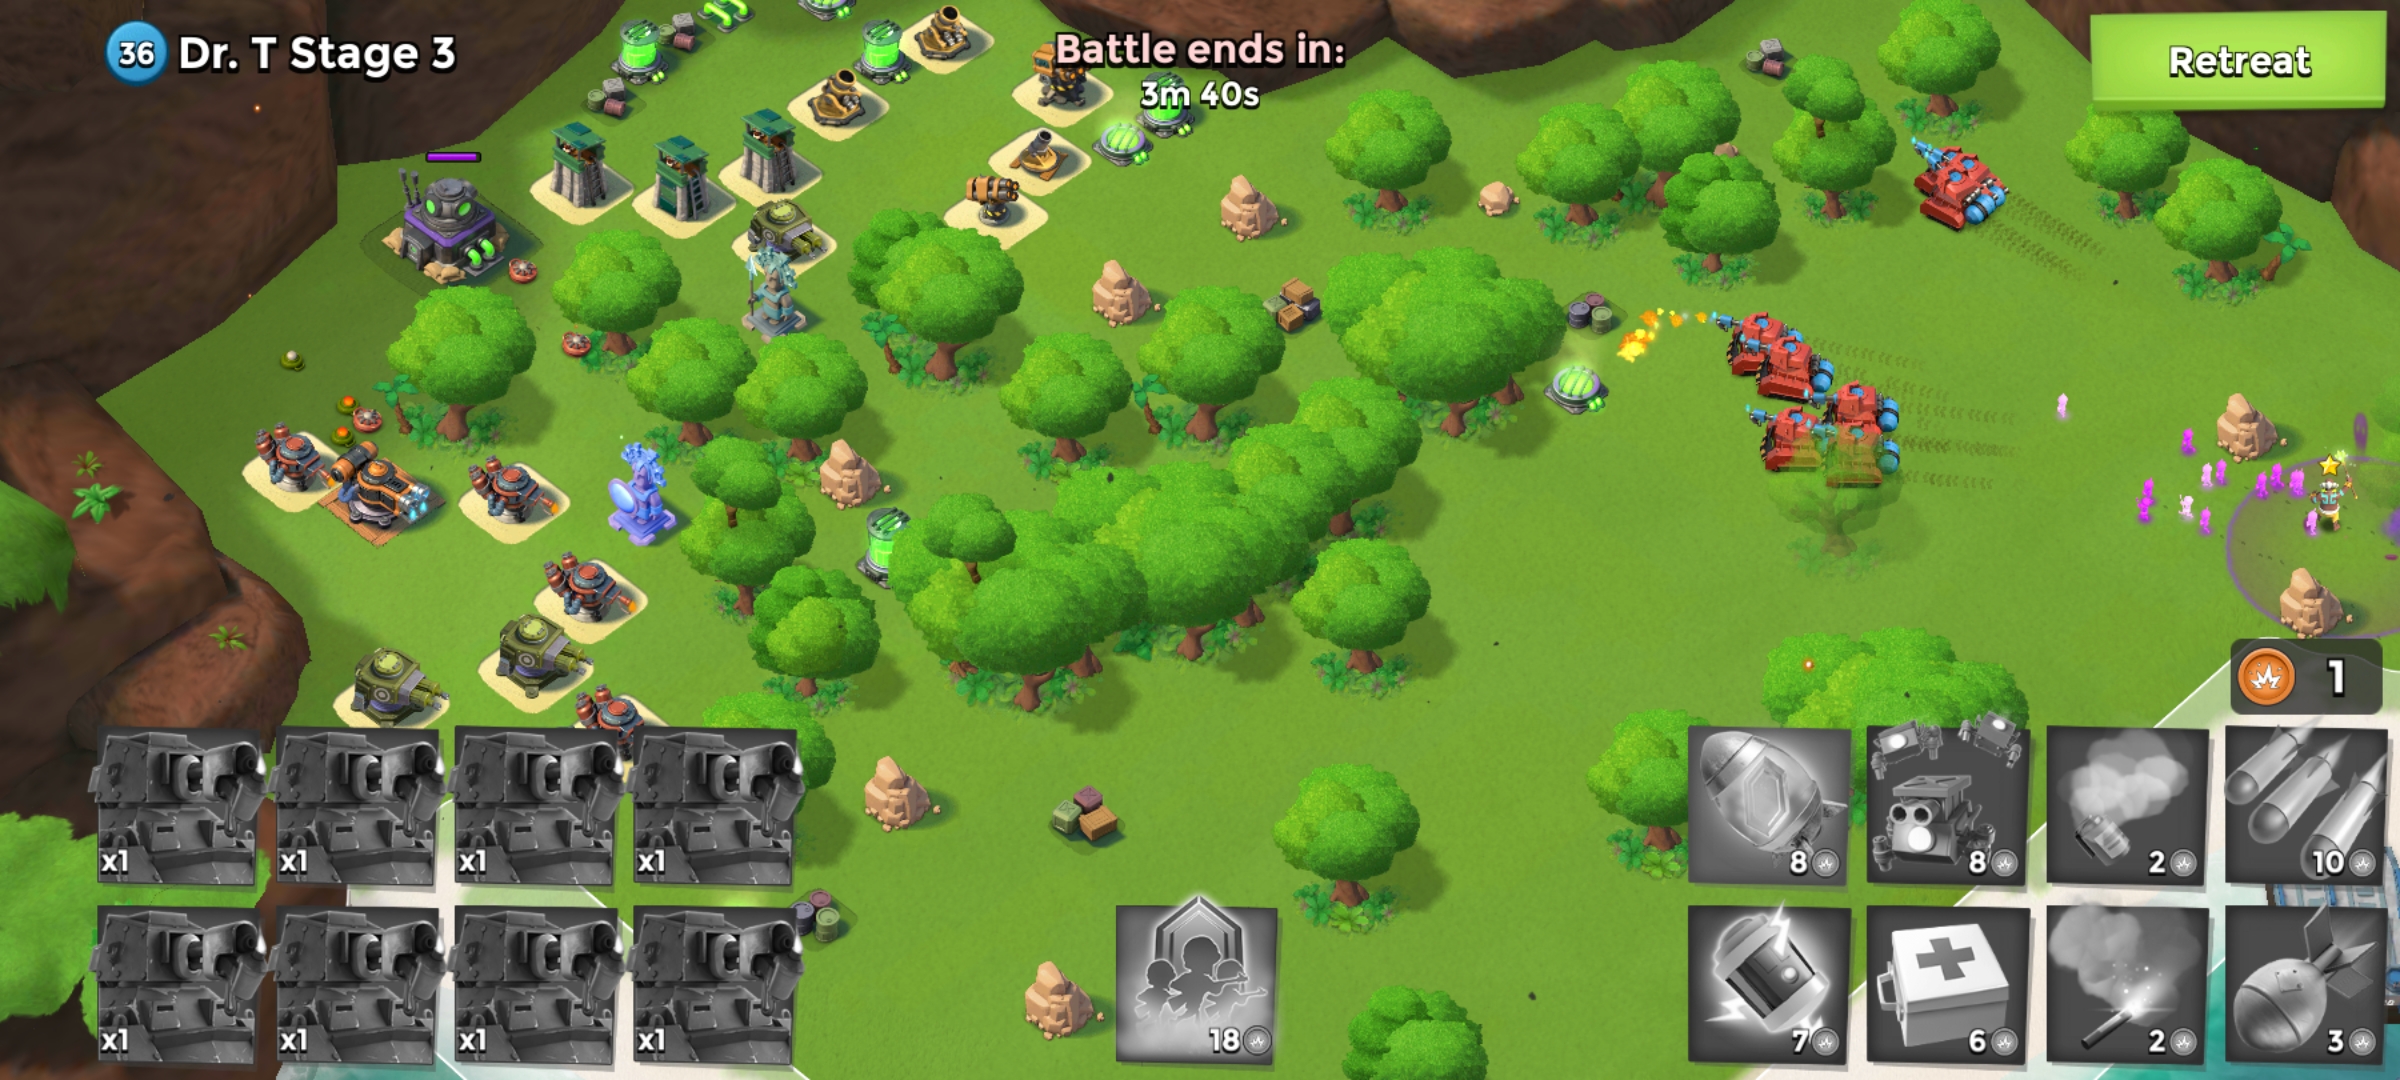 36 Dr. T Stage 3
Battle ends in:
3m 40s
Retreat
1
x1 x1 x1 x1
8 8 2 10
x1 x1 x1 x1
18
7 6 2 3